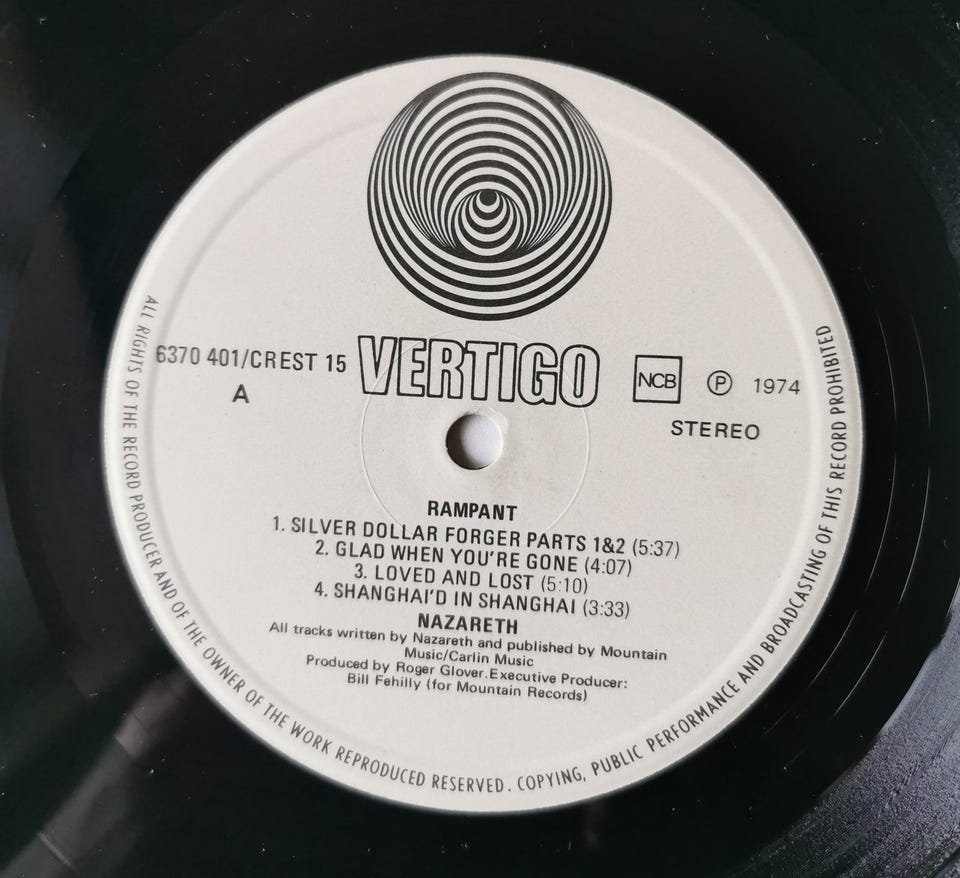 VERTIGO
6370 401/CREST 15
A
NCB
Ⓟ 1974
STEREO
RAMPANT
1. SILVER DOLLAR FORGER PARTS 1&2 (5:37)
2. GLAD WHEN YOU'RE GONE (4:07)
3. LOVED AND LOST (5:10)
4. SHANGHAI'D IN SHANGHAI (3:33)
NAZARETH
All tracks written by Nazareth and published by Mountain
Music/Carlin Music
Produced by Roger Glover.Executive Producer:
Bill Fehilly (for Mountain Records)
ALL RIGHTS OF THE RECORD PRODUCER AND OF THE OWNER OF THE WORK REPRODUCED RESERVED. COPYING, PUBLIC PERFORMANCE AND BROADCASTING OF THIS RECORD PROHIBITED